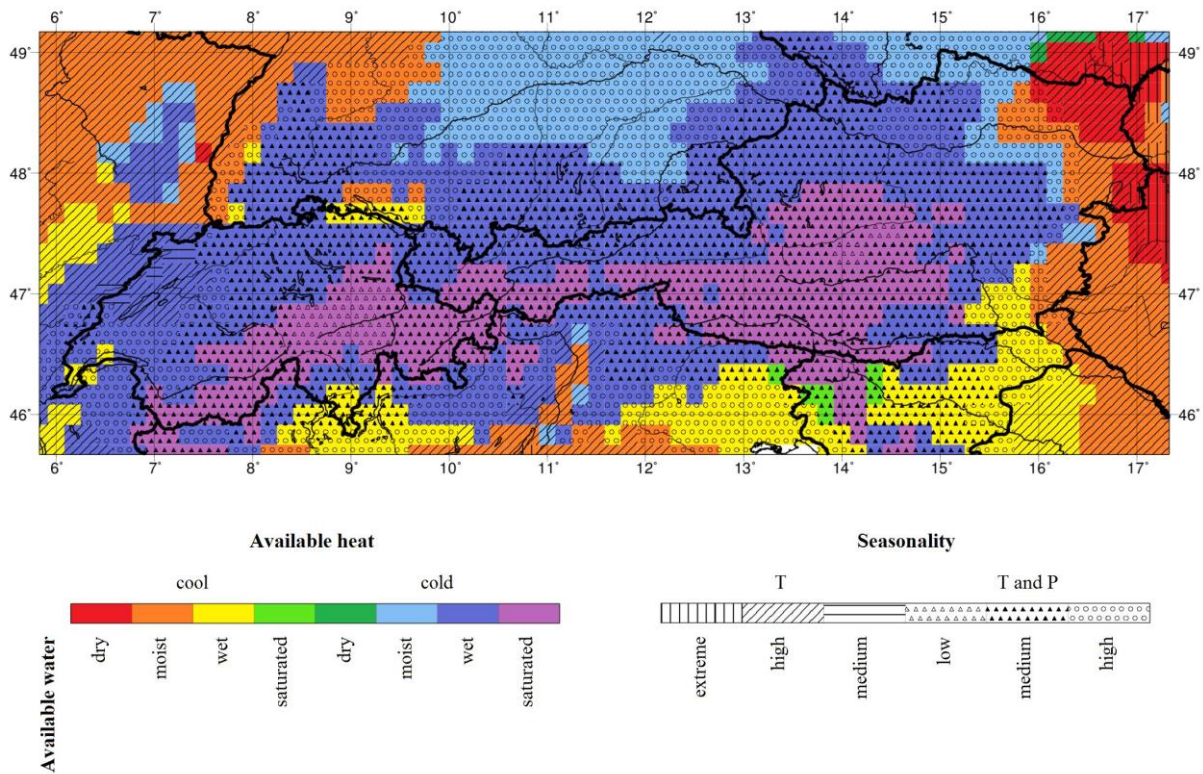 6° 7° 8° 9° 10° 11° 12° 13° 14° 15° 16° 17°
49° 49°
48° 48°
47° 47°
46° 46°
6° 7° 8° 9° 10° 11° 12° 13° 14° 15° 16° 17°
Available heat Seasonality
cool cold T T and P
dry moist wet saturated dry moist wet saturated extreme high medium low medium high
Available water